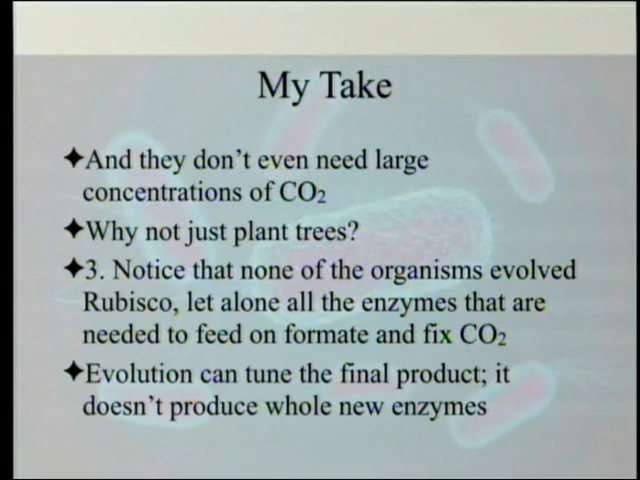 My Take
✦And they don't even need large
concentrations of CO₂
✦Why not just plant trees?
✦3. Notice that none of the organisms evolved
Rubisco, let alone all the enzymes that are
needed to feed on formate and fix CO₂
✦Evolution can tune the final product; it
doesn't produce whole new enzymes